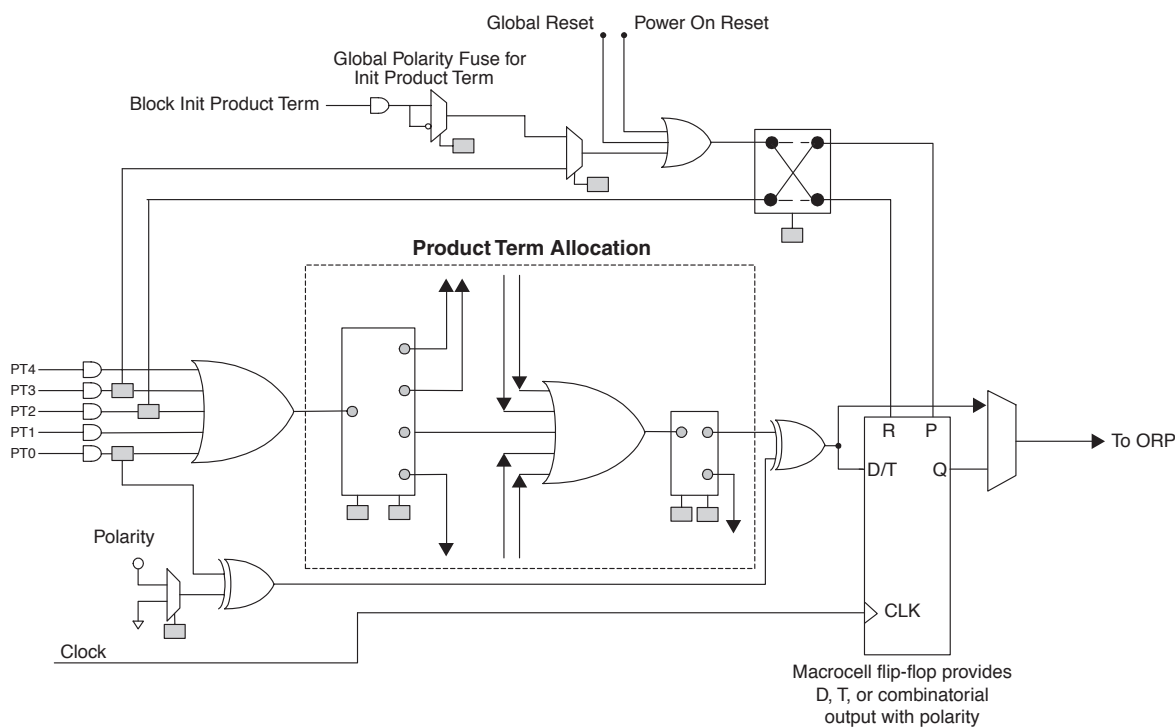 Global Reset
Power On Reset
Global Polarity Fuse for
Init Product Term
Block Init Product Term
Product Term Allocation
PT4
PT3
PT2
PT1
PT0
R
P
D/T
Q
CLK
To ORP
Polarity
Clock
Macrocell flip-flop provides
D, T, or combinatorial
output with polarity